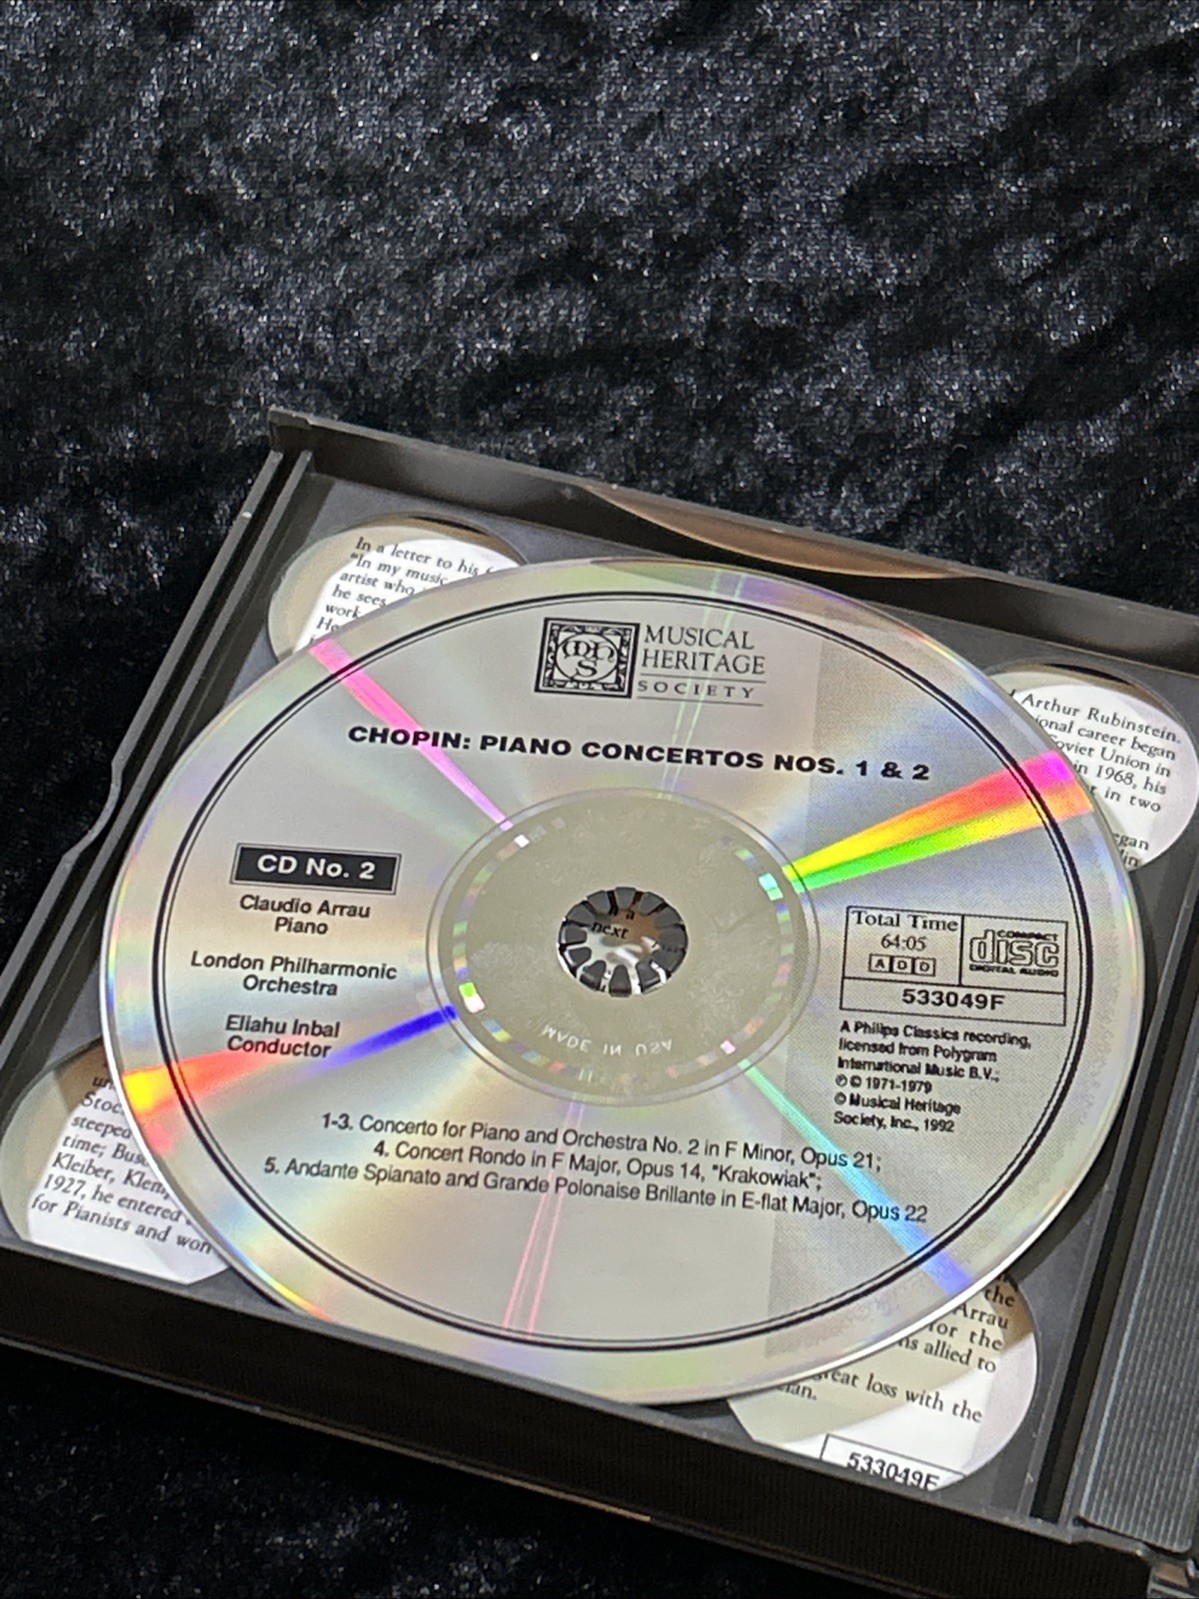 In a letter to his
"In my music
artist who
he sees
work
MUSICAL
HERITAGE
SOCIETY
CHOPIN: PIANO CONCERTOS NOS. 1 & 2
Arthur Rubinstein.
career began
Soviet Union in
in 1968, his
in two
CD No. 2
Claudio Arrau
Piano
London Philharmonic
Orchestra
Eliahu Inbal
Conductor
a
next
Total Time
64:05
A D D
COMPACT
disc
DIGITAL AUDIO
533049F
A Philips Classics recording,
licensed from Polygram
International Music B.V.;
℗ © 1971-1979
© Musical Heritage
Society, Inc., 1992
MADE IN USA
1-3. Concerto for Piano and Orchestra No. 2 in F Minor, Opus 21;
4. Concert Rondo in F Major, Opus 14, "Krakowiak";
5. Andante Spianato and Grande Polonaise Brillante in E-flat Major, Opus 22
steeped
time;
Kleiber,
1927, he entered
for Pianists and won
the
Arrau
for the
allied to
loss with the
533049F